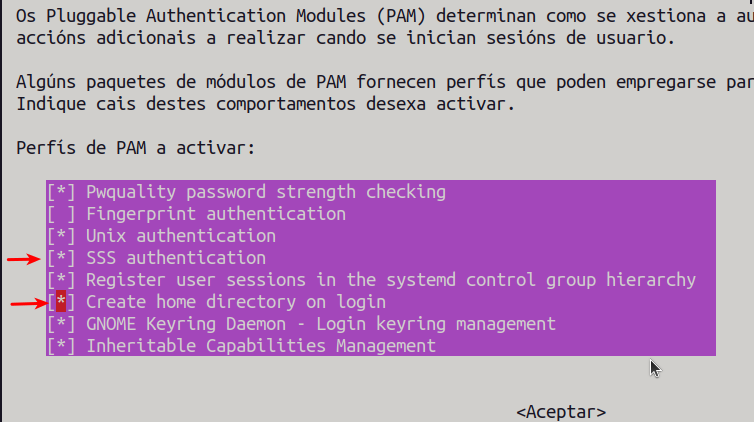 Os Pluggable Authentication Modules (PAM) determinan como se xestiona a
accións adicionais a realizar cando se inician sesións de usuario.
Algúns paquetes de módulos de PAM fornecen perfís que poden empregarse
Indique cais destes comportamentos desexa activar.
Perfís de PAM a activar:
[*] Pwquality password strength checking
[ ] Fingerprint authentication
[*] Unix authentication
[*] SSS authentication
[*] Register user sessions in the systemd control group hierarchy
[*] Create home directory on login
[*] GNOME Keyring Daemon - Login keyring management
[*] Inheritable Capabilities Management
<Aceptar>